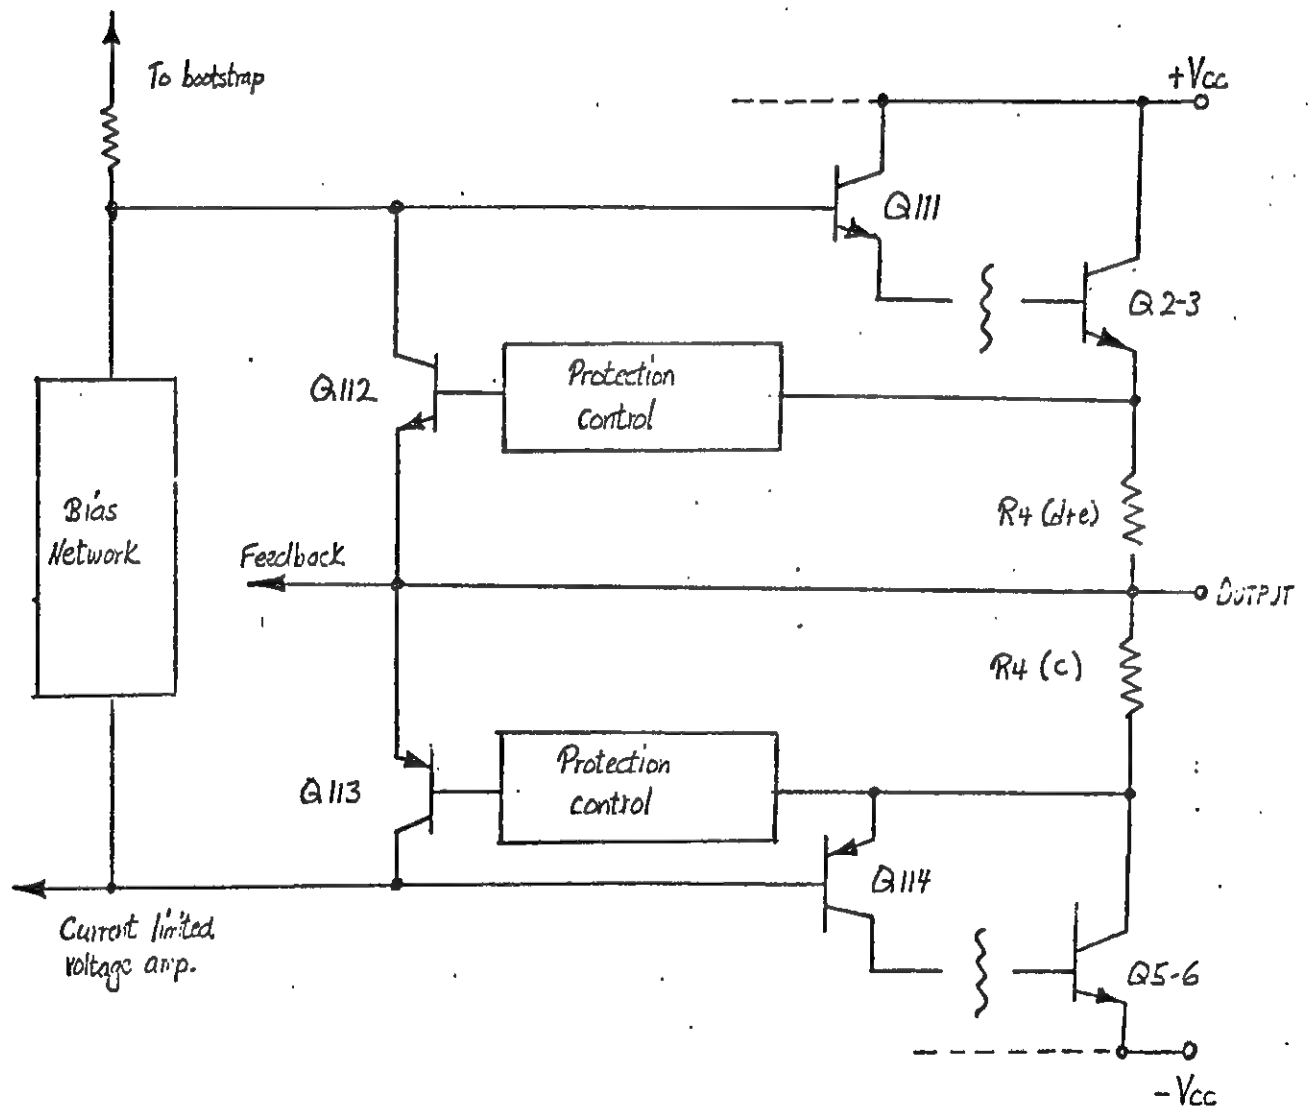 To bootstrap
+Vcc
Q111
Q2-3
Protection
control
Q112
R4 (d+e)
Bias
Network
Feedback
OUTPUT
R4 (c)
Protection
control
Q113
Q114
Current limited
voltage amp.
Q5-6
-Vcc